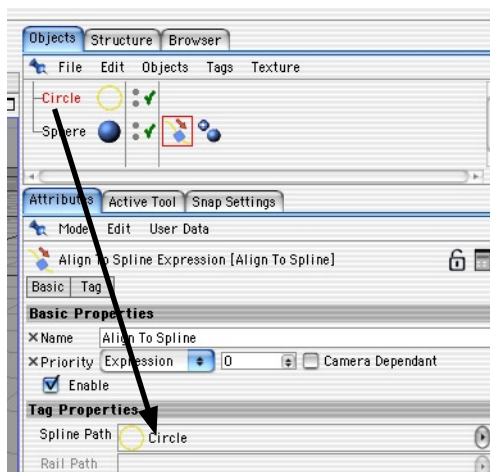 Objects Structure Browser
File Edit Objects Tags Texture
Circle
Sphere
Attributes Active Tool Snap Settings
Mode Edit User Data
Align To Spline Expression [Align To Spline]
Basic Tag
Basic Properties
Name Align To Spline
Priority Expression 0 Camera Dependant
Enable
Tag Properties
Spline Path Circle
Rail Path